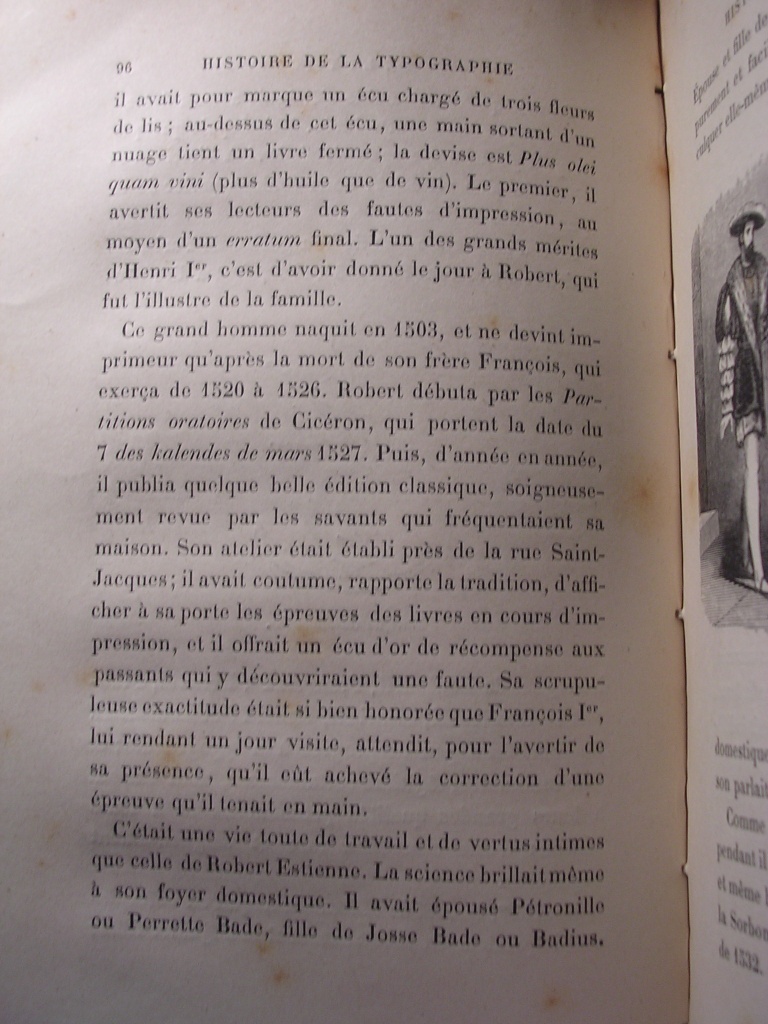 96 HISTOIRE DE LA TYPOGRAPHIE
il avait pour marque un écu chargé de trois fleurs
de lis ; au-dessus de cet écu, une main sortant d'un
nuage tient un livre fermé ; la devise est Plus olei
quam vini (plus d'huile que de vin). Le premier, il
avertit ses lecteurs des fautes d'impression, au
moyen d'un erratum final. L'un des grands mérites
d'Henri Ier, c'est d'avoir donné le jour à Robert, qui
fut l'illustre de la famille.
Ce grand homme naquit en 1503, et ne devint im-
primeur qu'après la mort de son frère François, qui
exerça de 1520 à 1526. Robert débuta par les Par-
titions oratoires de Cicéron, qui portent la date du
7 des kalendes de mars 1527. Puis, d'année en année,
il publia quelque belle édition classique, soigneuse-
ment revue par les savants qui fréquentaient sa
maison. Son atelier était établi près de la rue Saint-
Jacques ; il avait coutume, rapporte la tradition, d'affi-
cher à sa porte les épreuves des livres en cours d'im-
pression, et il offrait un écu d'or de récompense aux
passants qui y découvriraient une faute. Sa scrupu-
leuse exactitude était si bien honorée que François Ier,
lui rendant un jour visite, attendit, pour l'avertir de
sa présence, qu'il eût achevé la correction d'une
épreuve qu'il tenait en main.
C'était une vie toute de travail et de vertus intimes
que celle de Robert Estienne. La science brillait même
à son foyer domestique. Il avait épousé Pétronille
ou Perrette Bade, fille de Josse Bade ou Badius.
HIS
Épouse et fille de
purement et faci
culquer elle-mêm
domestique
son parlait
Comme
pendant il
et même
la Sorbon
de 1532.